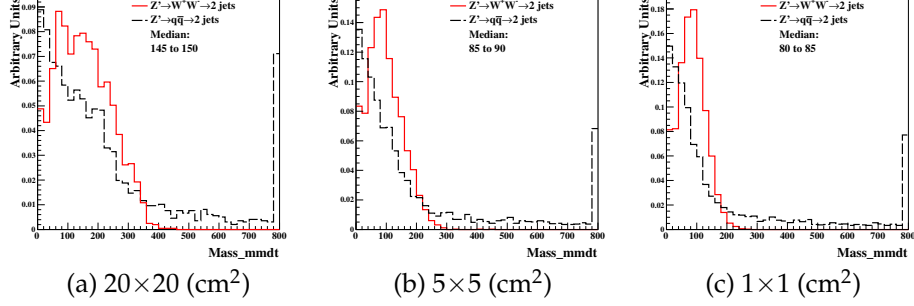 Z'→W⁺W⁻→2 jets
Z'→qq̄→2 jets
Median:
145 to 150
Arbitrary Units
0.09
0.08
0.07
0.06
0.05
0.04
0.03
0.02
0.01
0
0 100 200 300 400 500 600 700 800
Mass_mmdt
(a) 20×20 (cm²)
Z'→W⁺W⁻→2 jets
Z'→qq̄→2 jets
Median:
85 to 90
Arbitrary Units
0.14
0.12
0.1
0.08
0.06
0.04
0.02
0
0 100 200 300 400 500 600 700 800
Mass_mmdt
(b) 5×5 (cm²)
Z'→W⁺W⁻→2 jets
Z'→qq̄→2 jets
Median:
80 to 85
Arbitrary Units
0.18
0.16
0.14
0.12
0.1
0.08
0.06
0.04
0.02
0
0 100 200 300 400 500 600 700 800
Mass_mmdt
(c) 1×1 (cm²)